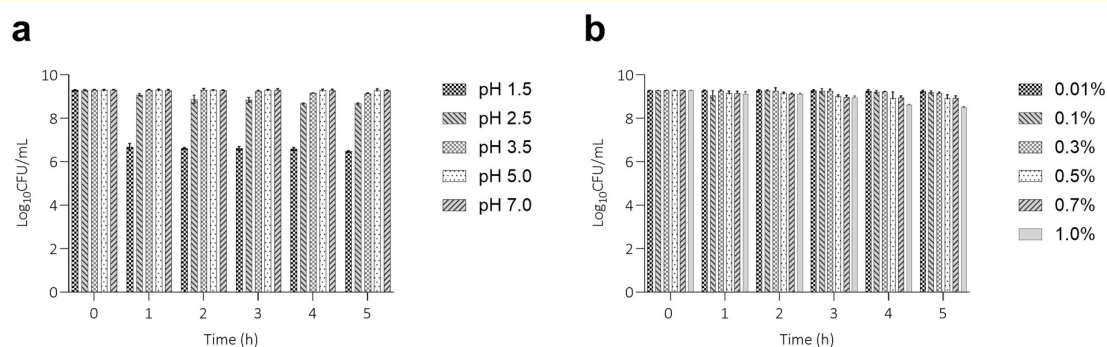 a
10
8
6
4
2
0
Log₁₀CFU/mL
0 1 2 3 4 5
Time (h)
pH 1.5
pH 2.5
pH 3.5
pH 5.0
pH 7.0
b
10
8
6
4
2
0
Log₁₀CFU/mL
0 1 2 3 4 5
Time (h)
0.01%
0.1%
0.3%
0.5%
0.7%
1.0%